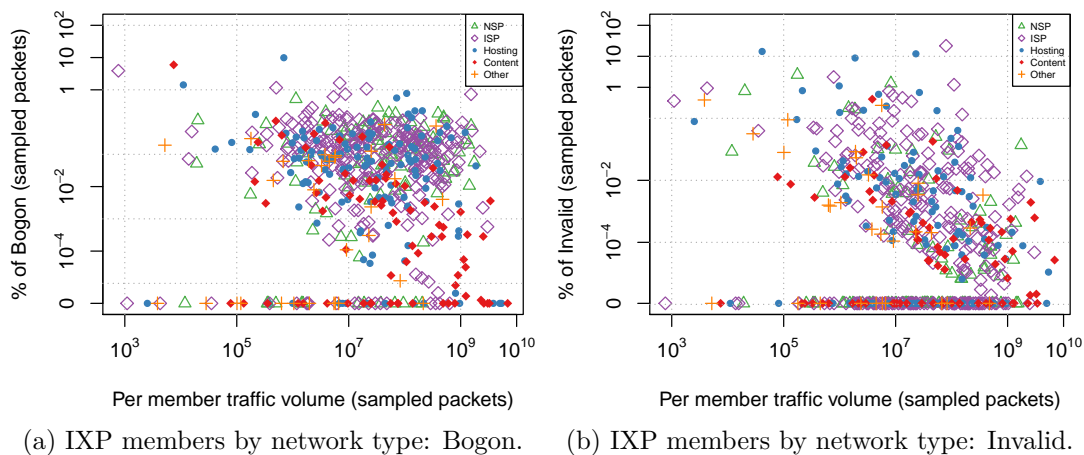 % of Bogon (sampled packets)
10 10²
1
10⁻²
10⁻⁴
0
10³ 10⁵ 10⁷ 10⁹ 10¹⁰
Per member traffic volume (sampled packets)
NSP
ISP
Hosting
Content
Other
(a) IXP members by network type: Bogon.
% of Invalid (sampled packets)
10 10²
1
10⁻²
10⁻⁴
0
10³ 10⁵ 10⁷ 10⁹ 10¹⁰
Per member traffic volume (sampled packets)
NSP
ISP
Hosting
Content
Other
(b) IXP members by network type: Invalid.